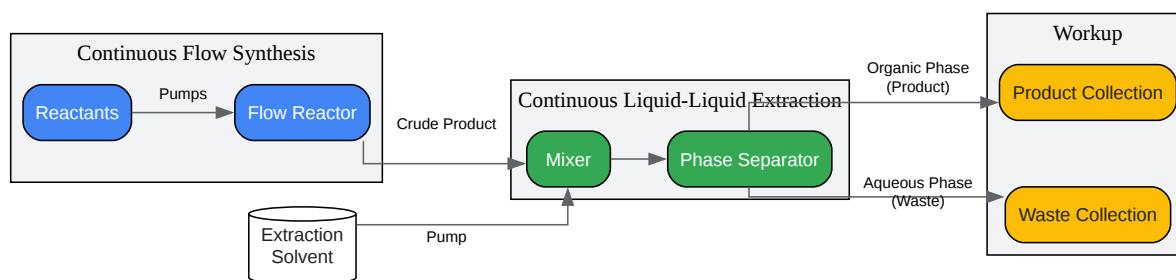 Continuous Flow Synthesis
Reactants
Pumps
Flow Reactor
Crude Product
Extraction
Solvent
Pump
Continuous Liquid-Liquid Extraction
Mixer
Phase Separator
Organic Phase
(Product)
Aqueous Phase
(Waste)
Workup
Product Collection
Waste Collection